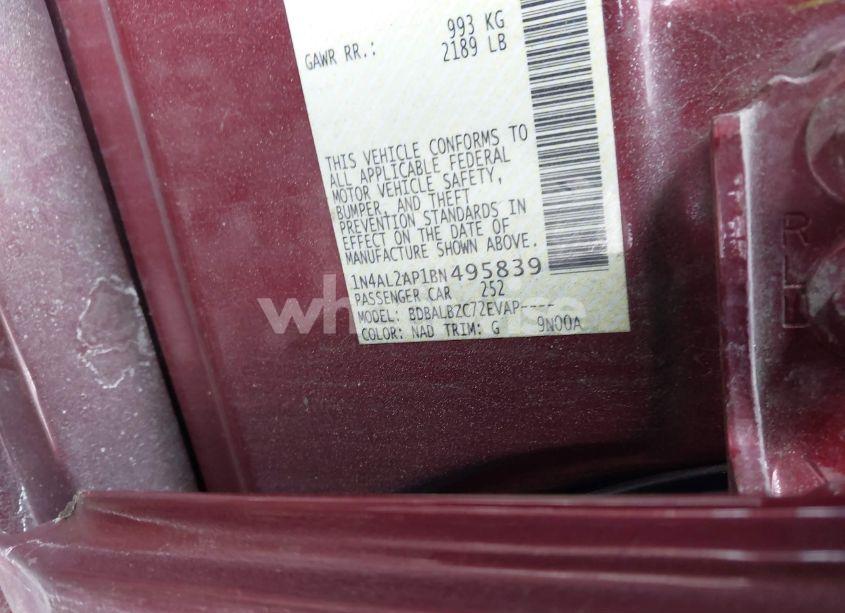 GAWR RR.: 993 KG
2189 LB
THIS VEHICLE CONFORMS TO
ALL APPLICABLE FEDERAL
MOTOR VEHICLE SAFETY,
BUMPER, AND THEFT
PREVENTION STANDARDS IN
EFFECT ON THE DATE OF
MANUFACTURE SHOWN ABOVE.
1N4AL2AP1BN495839
PASSENGER CAR 252
MODEL: BDBALB2C72EVAP----
COLOR: NAD TRIM: G 9N00A
R